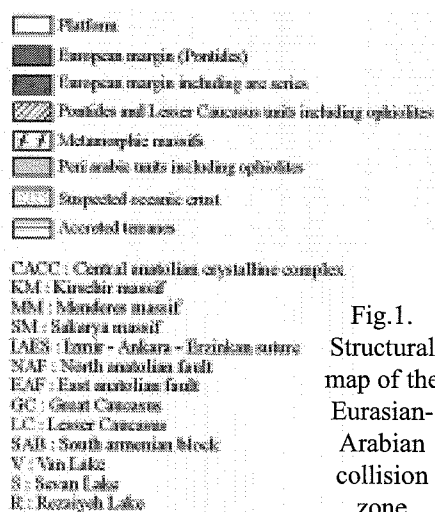 Platform
European margin (Pontides)
European margin including arc series
Pontides and Lesser Caucasus units including ophiolites
Metamorphic massifs
Peri arabic units including ophiolites
Suspected oceanic crust
Accreted terranes
CACC : Central anatolian crystalline complex
KM : Kirsehir massif
MM : Menderes massif
SM : Sakarya massif
IAES : Izmir - Ankara - Erzinkan suture
NAF : North anatolian fault
EAF : East anatolian fault
GC : Great Caucasus
LC : Lesser Caucasus
SAB : South armenian block
V : Van Lake
S : Sevan Lake
R : Rezaiyeh Lake
Fig.1.
Structural
map of the
Eurasian-
Arabian
collision
zone